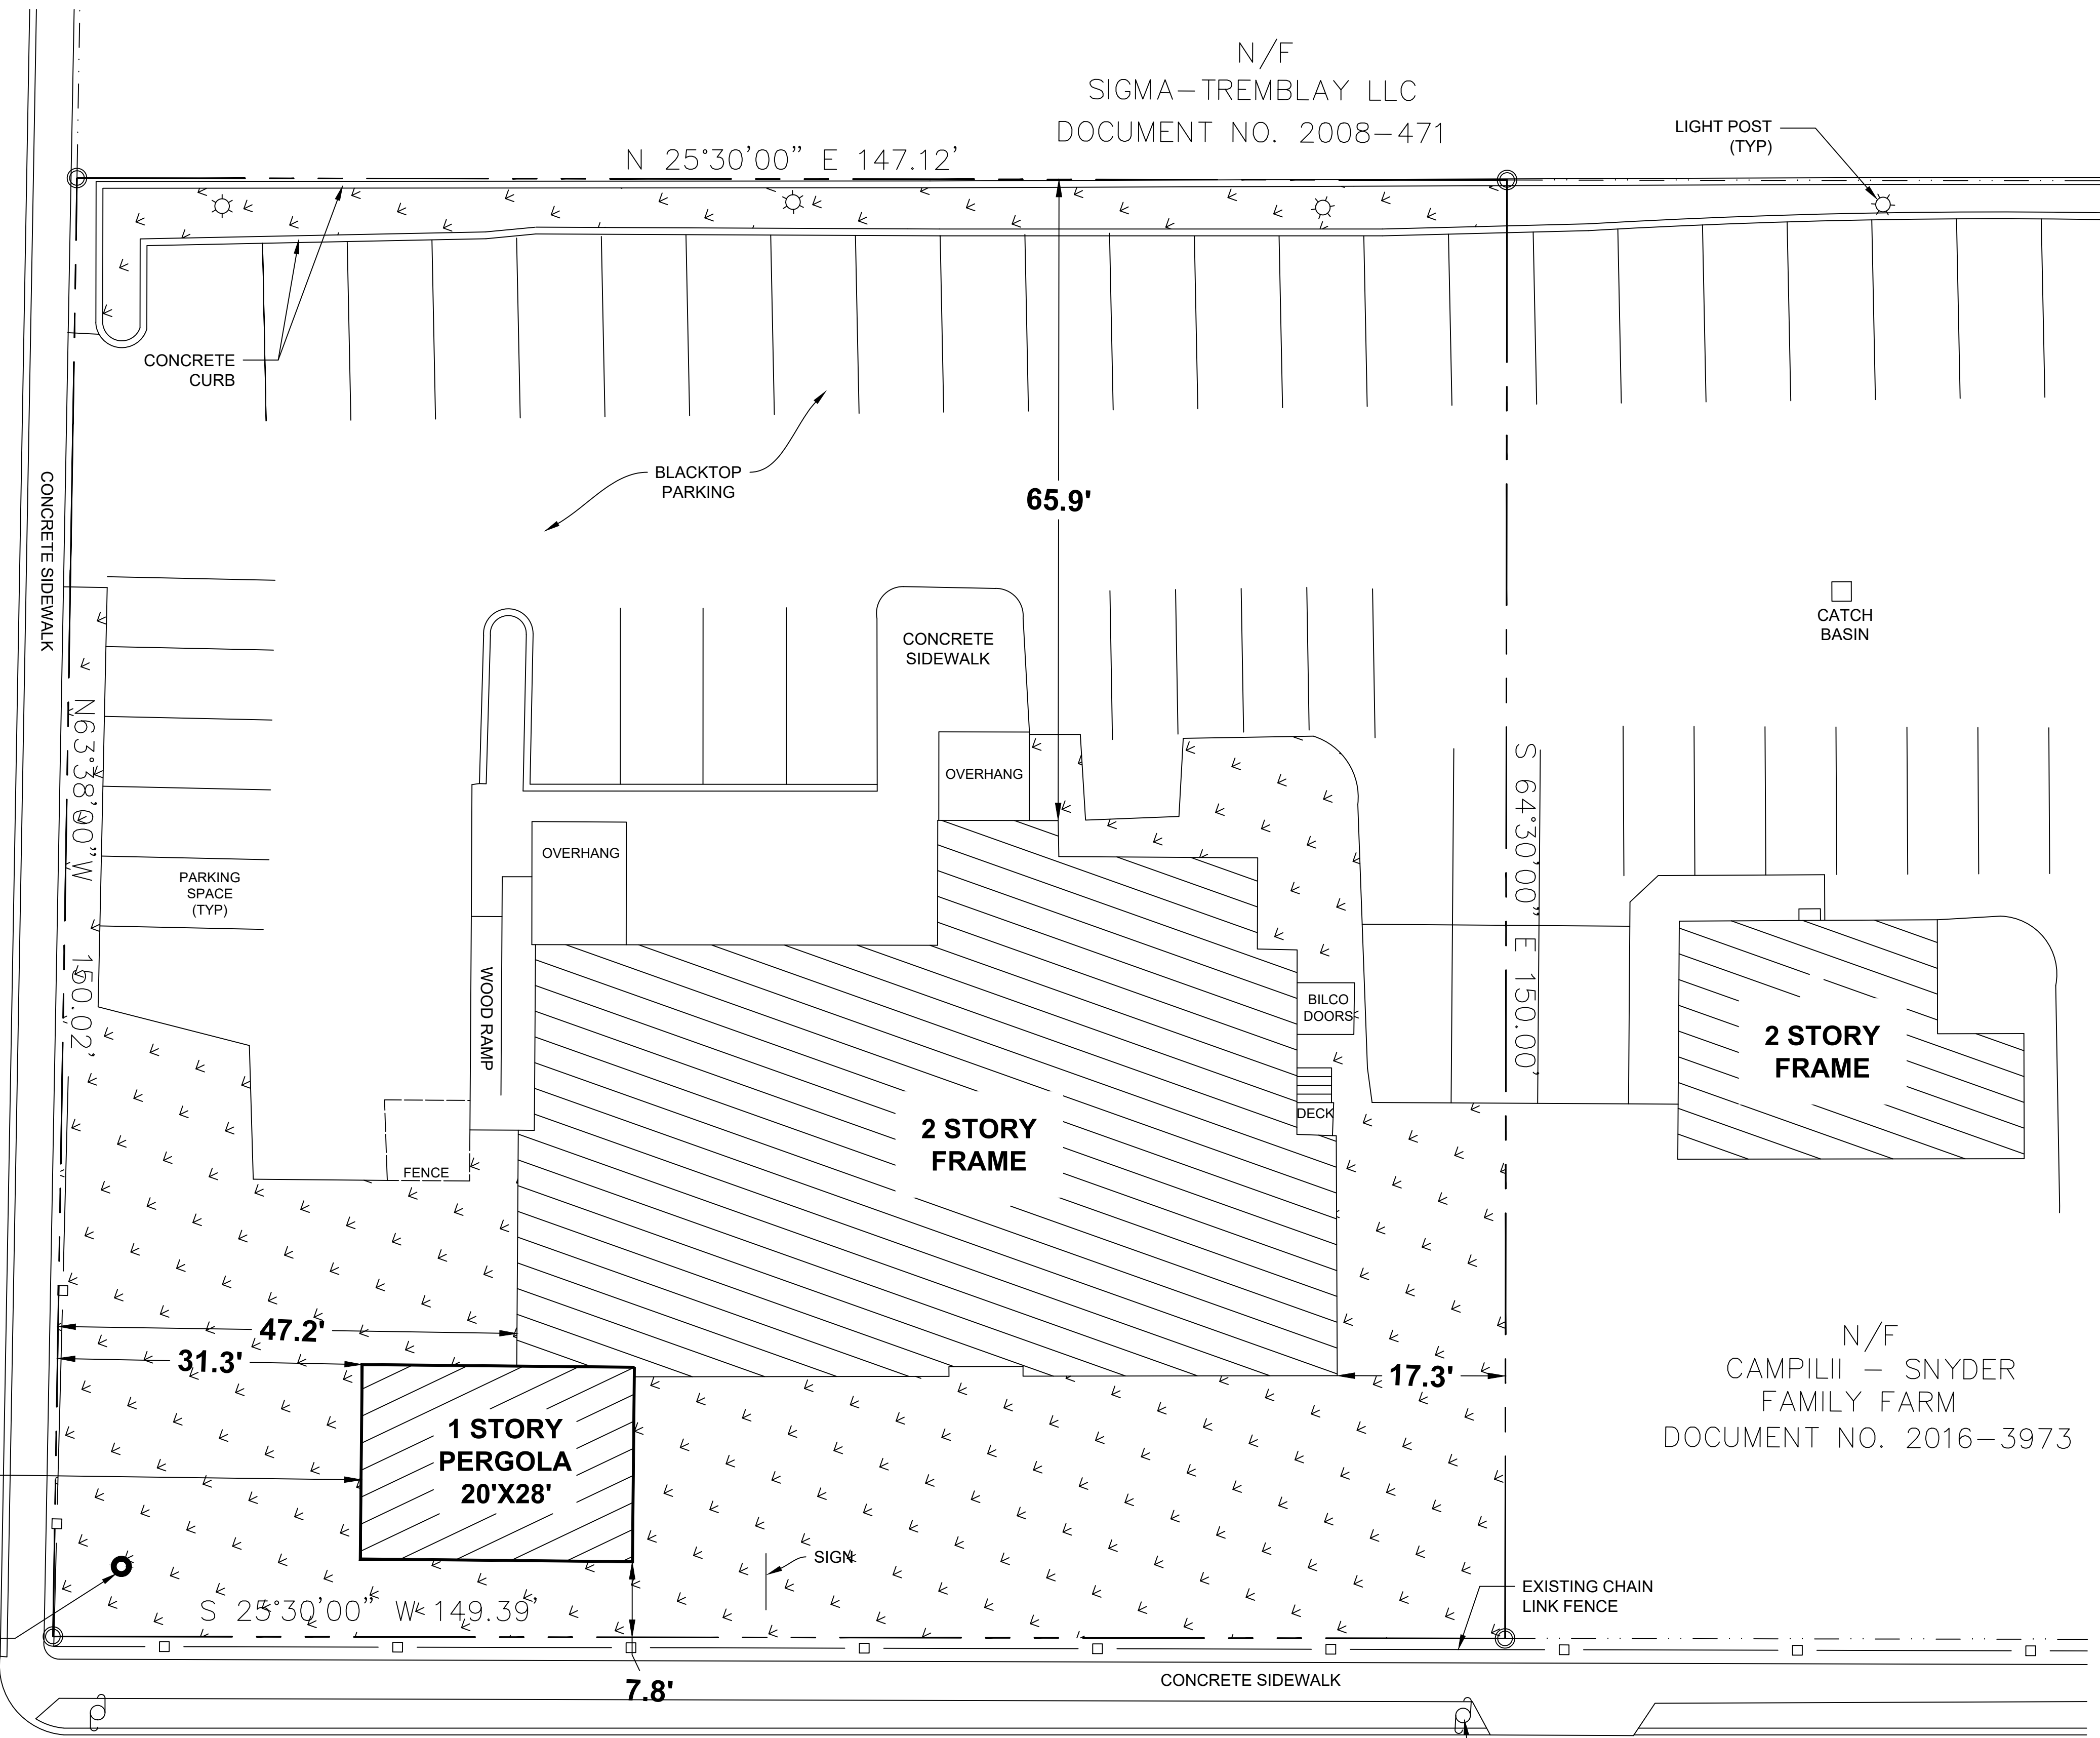 N/F
SIGMA–TREMBLAY LLC
DOCUMENT NO. 2008–471
LIGHT POST
(TYP)
N 25°30'00" E 147.12'
CONCRETE
CURB
BLACKTOP
PARKING
65.9'
CONCRETE SIDEWALK
CATCH
BASIN
CONCRETE
SIDEWALK
N63°38'00"W 150.02'
OVERHANG
S 64°30'00" E 150.00'
OVERHANG
PARKING
SPACE
(TYP)
WOOD RAMP
BILCO
DOORS
2 STORY
FRAME
DECK
2 STORY
FRAME
FENCE
47.2'
31.3'
17.3'
N/F
CAMPILII – SNYDER
FAMILY FARM
DOCUMENT NO. 2016–3973
1 STORY
PERGOLA
20'X28'
SIGN
S 25°30'00" W 149.39'
EXISTING CHAIN
LINK FENCE
7.8'
CONCRETE SIDEWALK